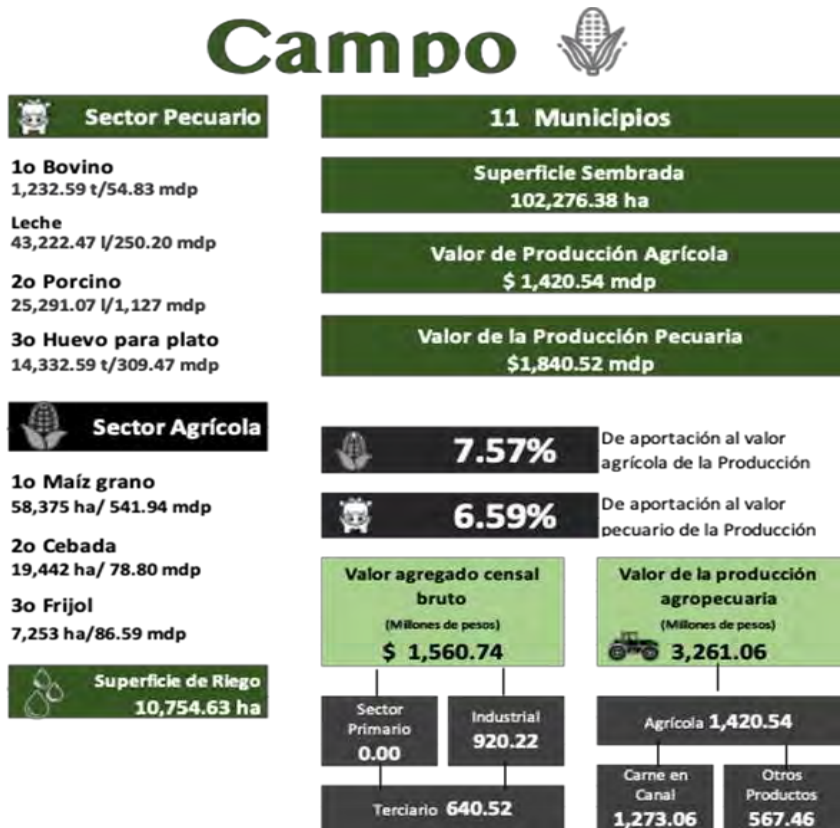 Campo
Sector Pecuario
1o Bovino
1,232.59 t/54.83 mdp
Leche
43,222.47 l/250.20 mdp
2o Porcino
25,291.07 l/1,127 mdp
3o Huevo para plato
14,332.59 t/309.47 mdp
Sector Agrícola
1o Maíz grano
58,375 ha/ 541.94 mdp
2o Cebada
19,442 ha/ 78.80 mdp
3o Frijol
7,253 ha/86.59 mdp
Superficie de Riego
10,754.63 ha
11 Municipios
Superficie Sembrada
102,276.38 ha
Valor de Producción Agrícola
$ 1,420.54 mdp
Valor de la Producción Pecuaria
$1,840.52 mdp
7.57%
De aportación al valor
agrícola de la Producción
6.59%
De aportación al valor
pecuario de la Producción
Valor agregado censal
bruto
(Millones de pesos)
$ 1,560.74
Sector
Primario
0.00
Industrial
920.22
Terciario 640.52
Valor de la producción
agropecuaria
(Millones de pesos)
3,261.06
Agrícola 1,420.54
Carne en
Canal
1,273.06
Otros
Productos
567.46